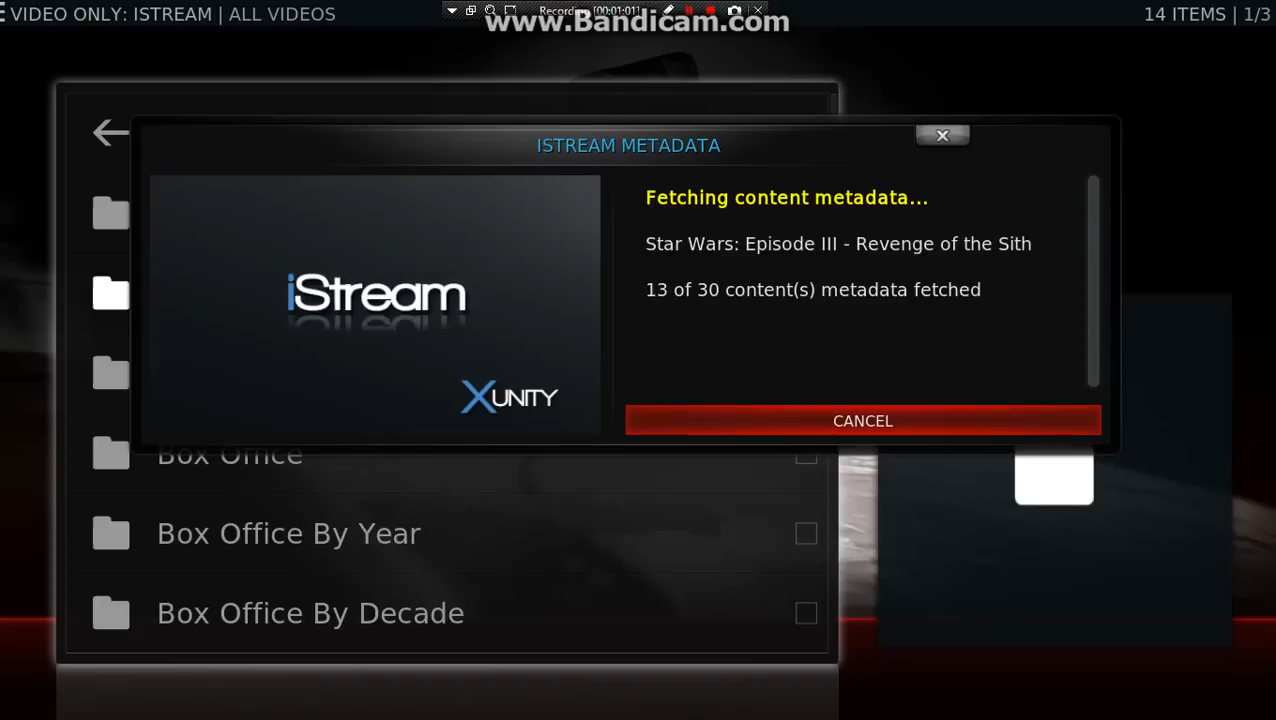 VIDEO ONLY: ISTREAM | ALL VIDEOS
Recording [00:01:01]
www.Bandicam.com
14 ITEMS | 1/3
ISTREAM METADATA
Fetching content metadata...
Star Wars: Episode III - Revenge of the Sith
13 of 30 content(s) metadata fetched
iStream
XUNITY
CANCEL
Box Office
Box Office By Year
Box Office By Decade